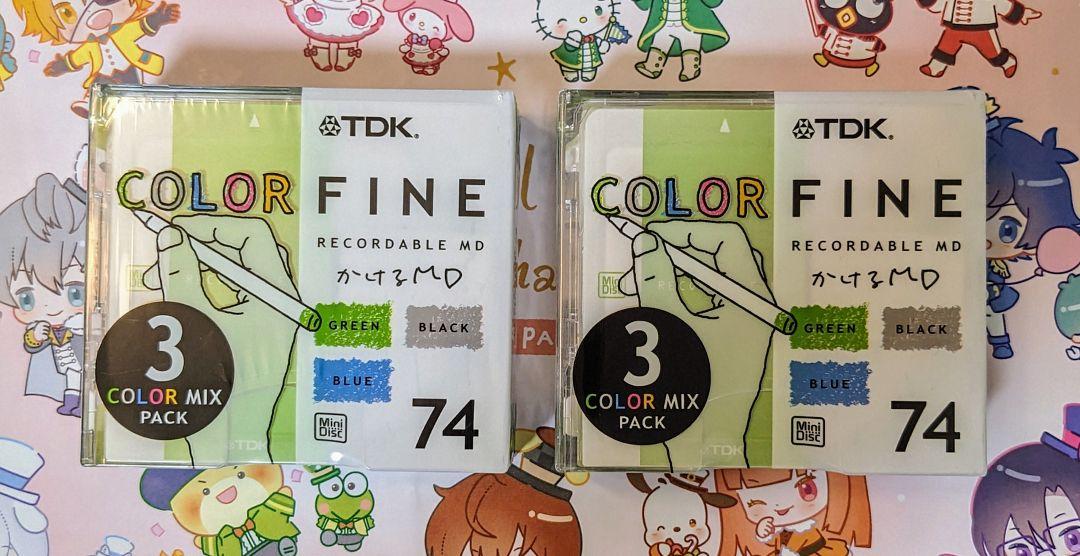 TDK®
COLOR FINE
RECORDABLE MD
かけるMD
GREEN BLACK
BLUE
3
COLOR MIX
PACK
Mini
Disc
74
TDK
TDK®
COLOR FINE
RECORDABLE MD
かけるMD
GREEN BLACK
BLUE
3
COLOR MIX
PACK
Mini
Disc
74
TDK
PA